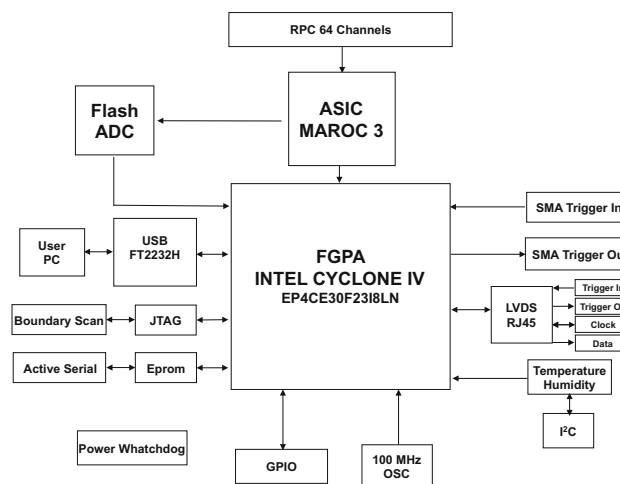 RPC 64 Channels
ASIC
MAROC 3
Flash
ADC
FGPA
INTEL CYCLONE IV
EP4CE30F23I8LN
User
PC
USB
FT2232H
Boundary Scan
JTAG
Active Serial
Eprom
Power Whatchdog
GPIO
100 MHz
OSC
SMA Trigger In
SMA Trigger Ou
LVDS
RJ45
Trigger In
Trigger O
Clock
Data
Temperature
Humidity
I²C